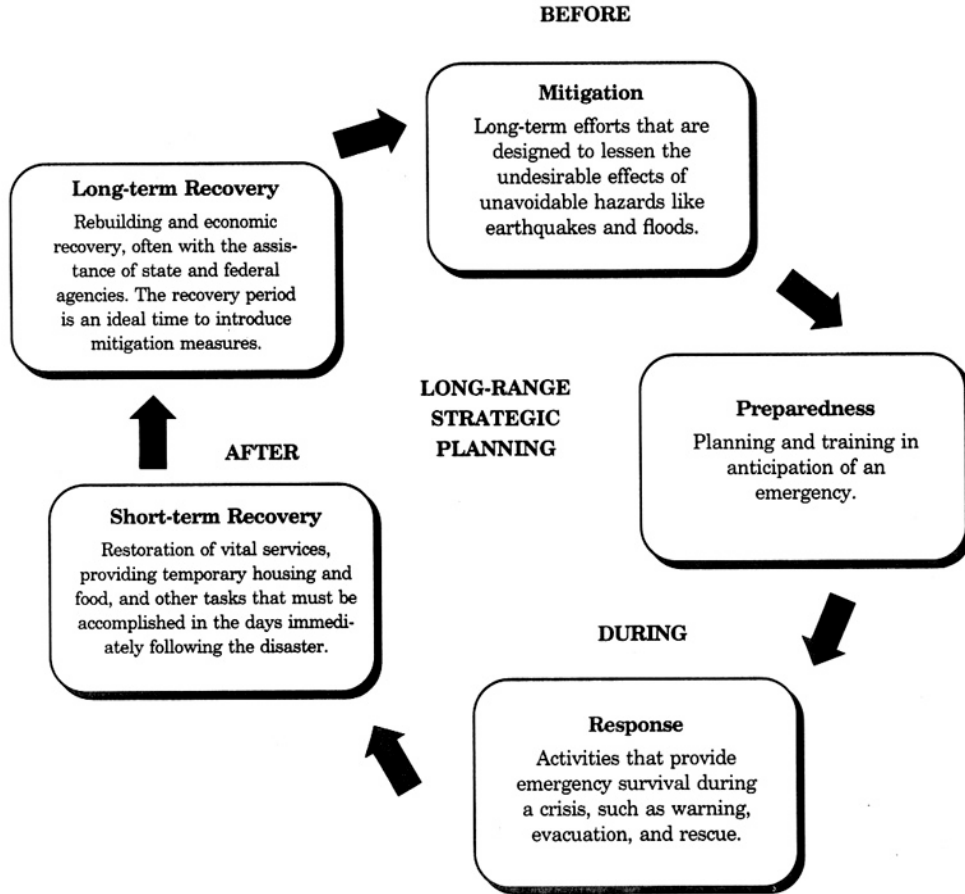 BEFORE
Mitigation
Long-term efforts that are
designed to lessen the
undesirable effects of
unavoidable hazards like
earthquakes and floods.
Long-term Recovery
Rebuilding and economic
recovery, often with the assis-
tance of state and federal
agencies. The recovery period
is an ideal time to introduce
mitigation measures.
LONG-RANGE
STRATEGIC
PLANNING
Preparedness
Planning and training in
anticipation of an
emergency.
AFTER
Short-term Recovery
Restoration of vital services,
providing temporary housing and
food, and other tasks that must be
accomplished in the days immedi-
ately following the disaster.
DURING
Response
Activities that provide
emergency survival during
a crisis, such as warning,
evacuation, and rescue.